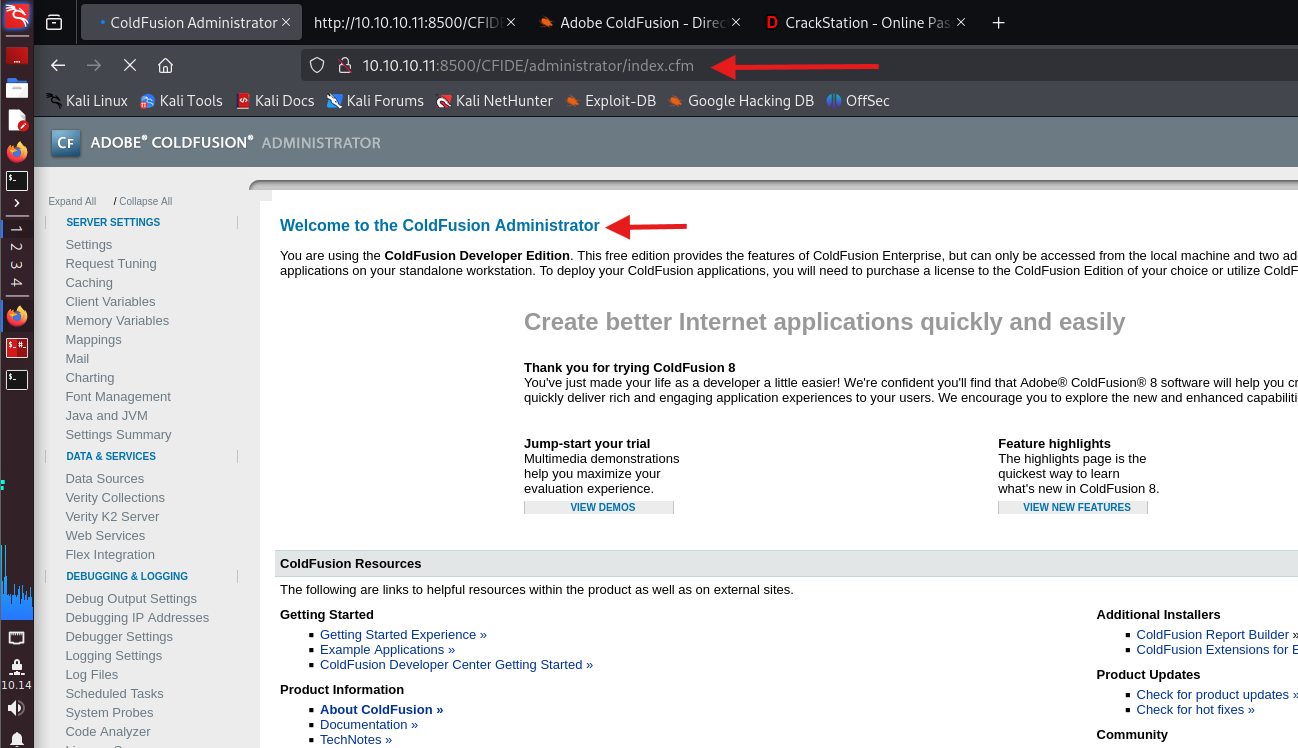 ColdFusion Administrator
http://10.10.10.11:8500/CFID
Adobe ColdFusion - Direc
CrackStation - Online Pas
10.10.10.11:8500/CFIDE/administrator/index.cfm
Kali Linux Kali Tools Kali Docs Kali Forums Kali NetHunter Exploit-DB Google Hacking DB OffSec
CF ADOBE® COLDFUSION® ADMINISTRATOR
Expand All / Collapse All
SERVER SETTINGS
Settings
Request Tuning
Caching
Client Variables
Memory Variables
Mappings
Mail
Charting
Font Management
Java and JVM
Settings Summary
DATA & SERVICES
Data Sources
Verity Collections
Verity K2 Server
Web Services
Flex Integration
DEBUGGING & LOGGING
Debug Output Settings
Debugging IP Addresses
Debugger Settings
Logging Settings
Log Files
Scheduled Tasks
System Probes
Code Analyzer
Welcome to the ColdFusion Administrator
You are using the ColdFusion Developer Edition. This free edition provides the features of ColdFusion Enterprise, but can only be accessed from the local machine and two ad
applications on your standalone workstation. To deploy your ColdFusion applications, you will need to purchase a license to the ColdFusion Edition of your choice or utilize ColdF
Create better Internet applications quickly and easily
Thank you for trying ColdFusion 8
You've just made your life as a developer a little easier! We're confident you'll find that Adobe® ColdFusion® 8 software will help you cr
quickly deliver rich and engaging application experiences to your users. We encourage you to explore the new and enhanced capabiliti
Jump-start your trial
Multimedia demonstrations
help you maximize your
evaluation experience.
VIEW DEMOS
Feature highlights
The highlights page is the
quickest way to learn
what's new in ColdFusion 8.
VIEW NEW FEATURES
ColdFusion Resources
The following are links to helpful resources within the product as well as on external sites.
Getting Started
Getting Started Experience »
Example Applications »
ColdFusion Developer Center Getting Started »
Product Information
About ColdFusion »
Documentation »
TechNotes »
Additional Installers
ColdFusion Report Builder »
ColdFusion Extensions for E
Product Updates
Check for product updates »
Check for hot fixes »
Community
1
2
3
4
10.14